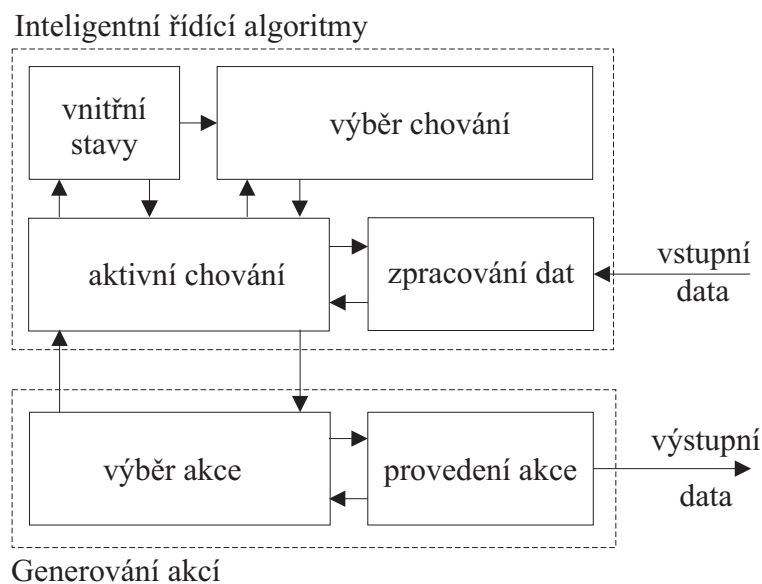 Inteligentní řídící algoritmy
vnitřní
stavy
výběr chování
aktivní chování
zpracování dat
vstupní
data
výběr akce
provedení akce
výstupní
data
Generování akcí